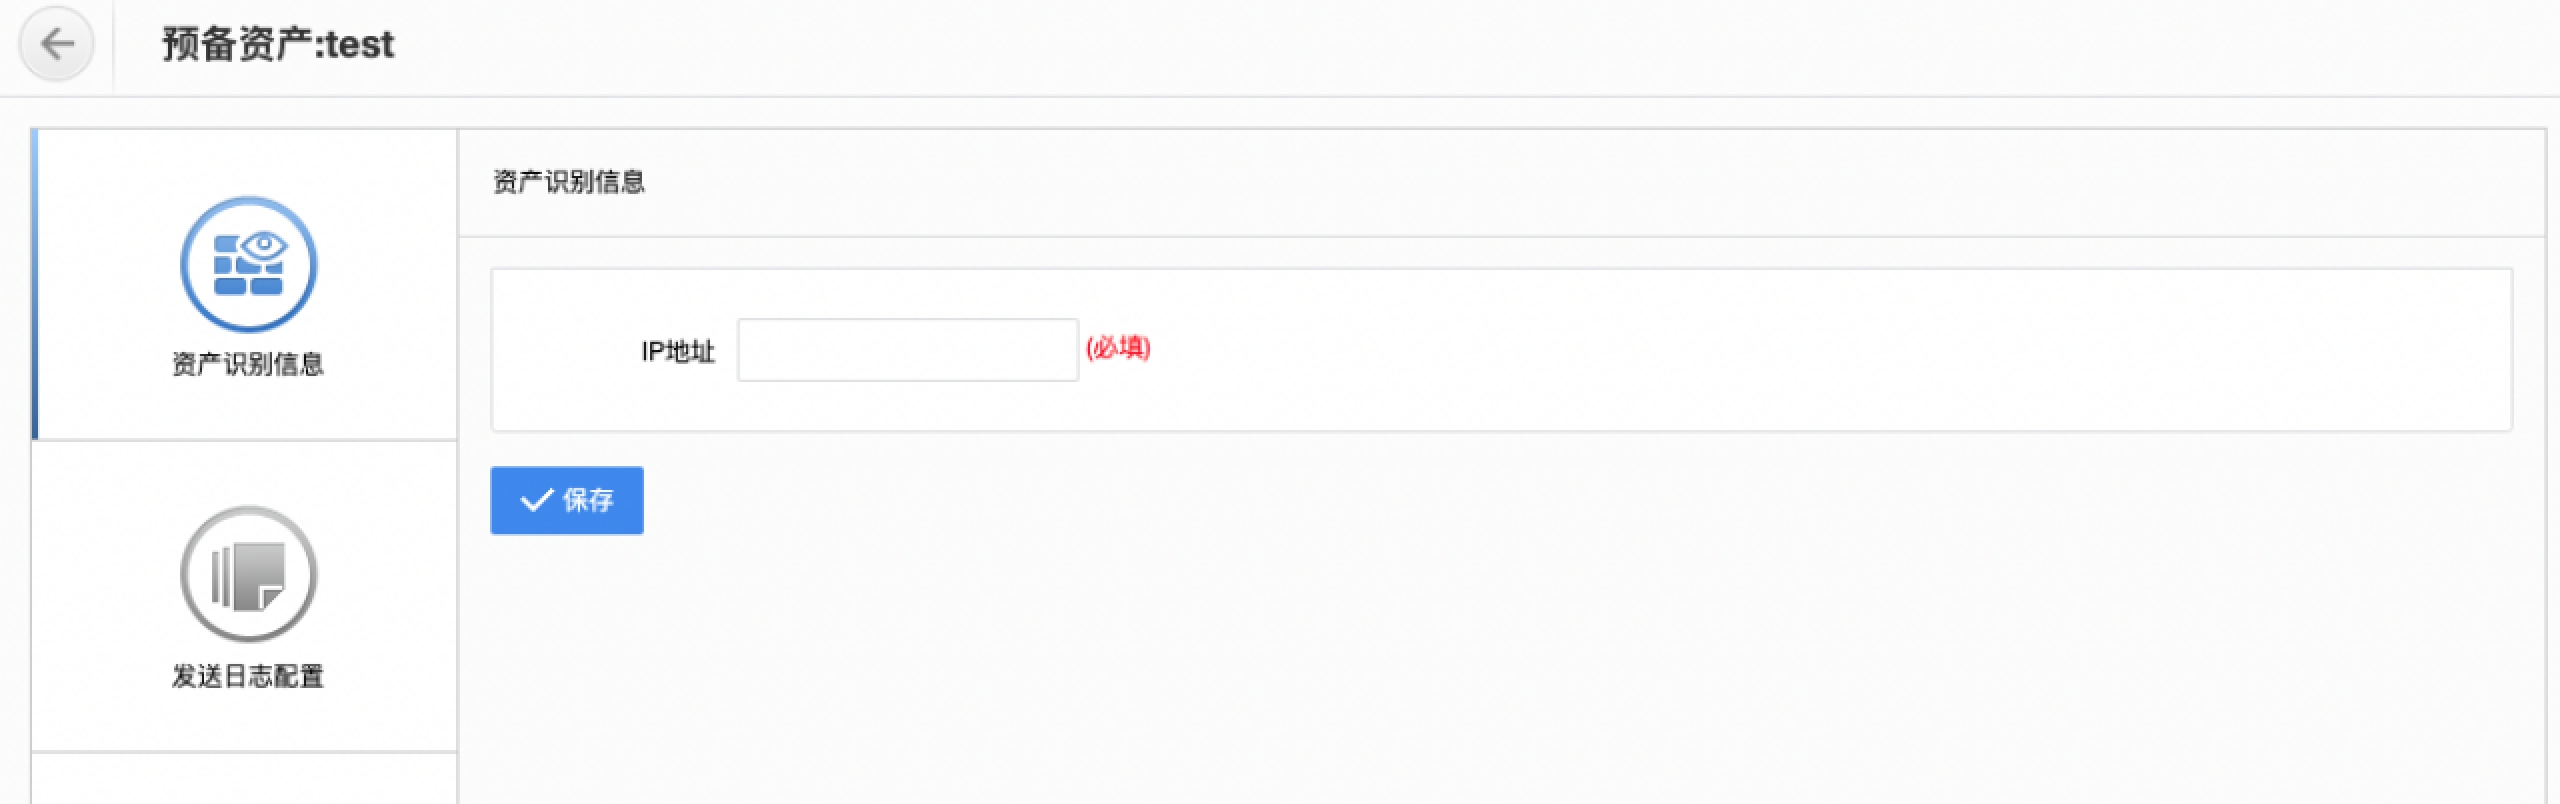 预备资产:test
资产识别信息
资产识别信息
IP地址 (必填)
保存
发送日志配置